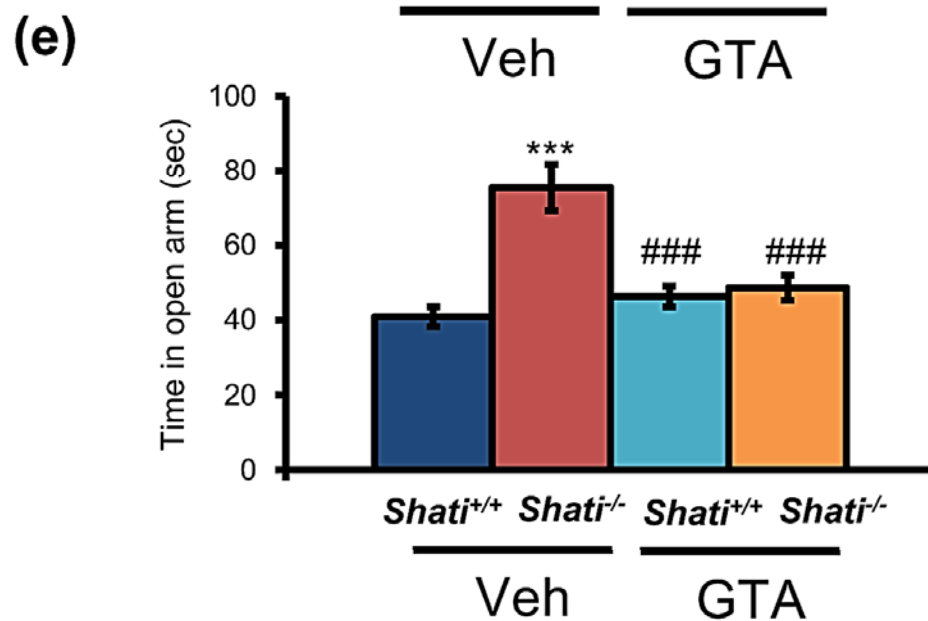 (e)
Veh GTA
Time in open arm (sec)
100
80
60
40
20
0
***
### ###
Shati+/+ Shati-/- Shati+/+ Shati-/-
Veh GTA